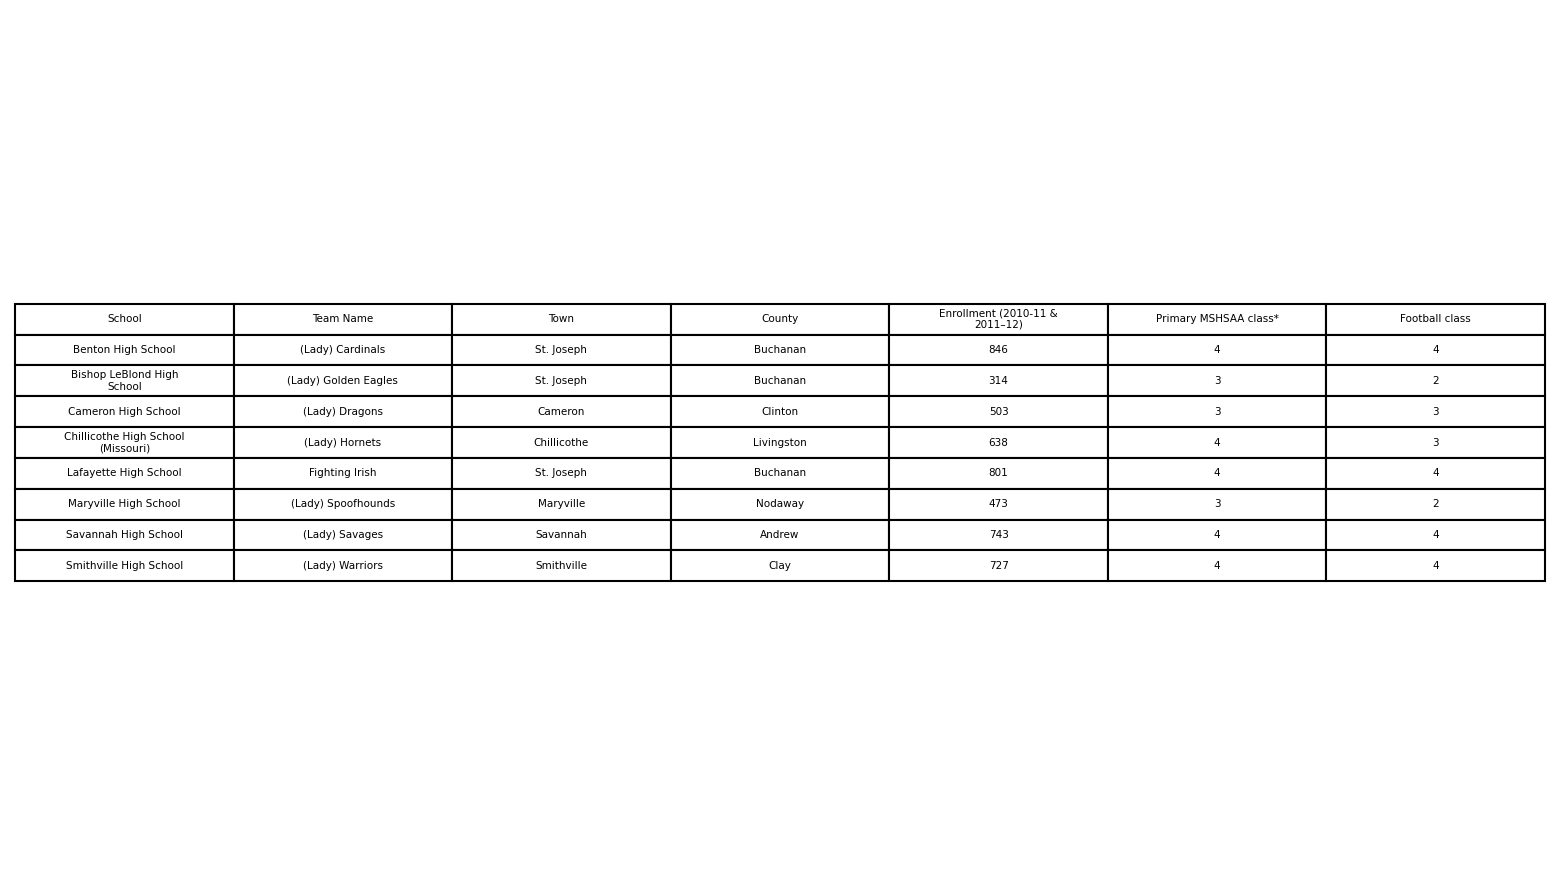 School Team Name Town County Enrollment (2010-11 & 2011–12) Primary MSHSAA class* Football class
Benton High School (Lady) Cardinals St. Joseph Buchanan 846 4 4
Bishop LeBlond High School (Lady) Golden Eagles St. Joseph Buchanan 314 3 2
Cameron High School (Lady) Dragons Cameron Clinton 503 3 3
Chillicothe High School (Missouri) (Lady) Hornets Chillicothe Livingston 638 4 3
Lafayette High School Fighting Irish St. Joseph Buchanan 801 4 4
Maryville High School (Lady) Spoofhounds Maryville Nodaway 473 3 2
Savannah High School (Lady) Savages Savannah Andrew 743 4 4
Smithville High School (Lady) Warriors Smithville Clay 727 4 4